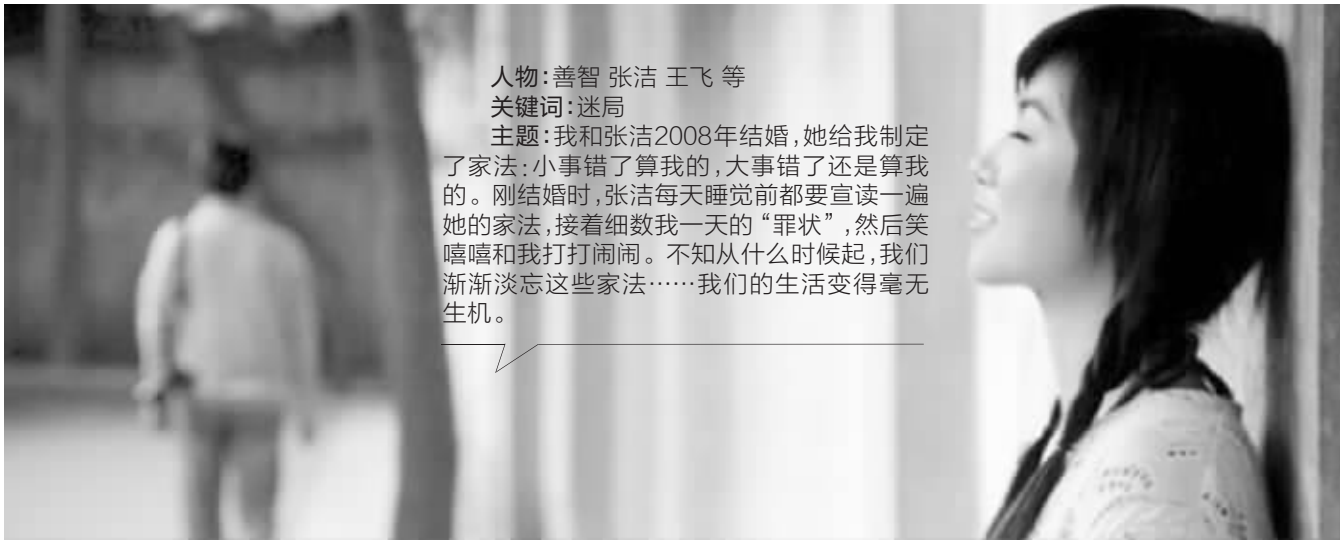 人物：善智 张洁 王飞 等
关键词：迷局
主题：我和张洁2008年结婚，她给我制定
了家法：小事错了算我的，大事错了还是算我
的。刚结婚时，张洁每天睡觉前都要宣读一遍
她的家法，接着细数我一天的“罪状”，然后笑
嘻嘻和我打打闹闹。不知从什么时候起，我们
渐渐淡忘这些家法……我们的生活变得毫无
生机。